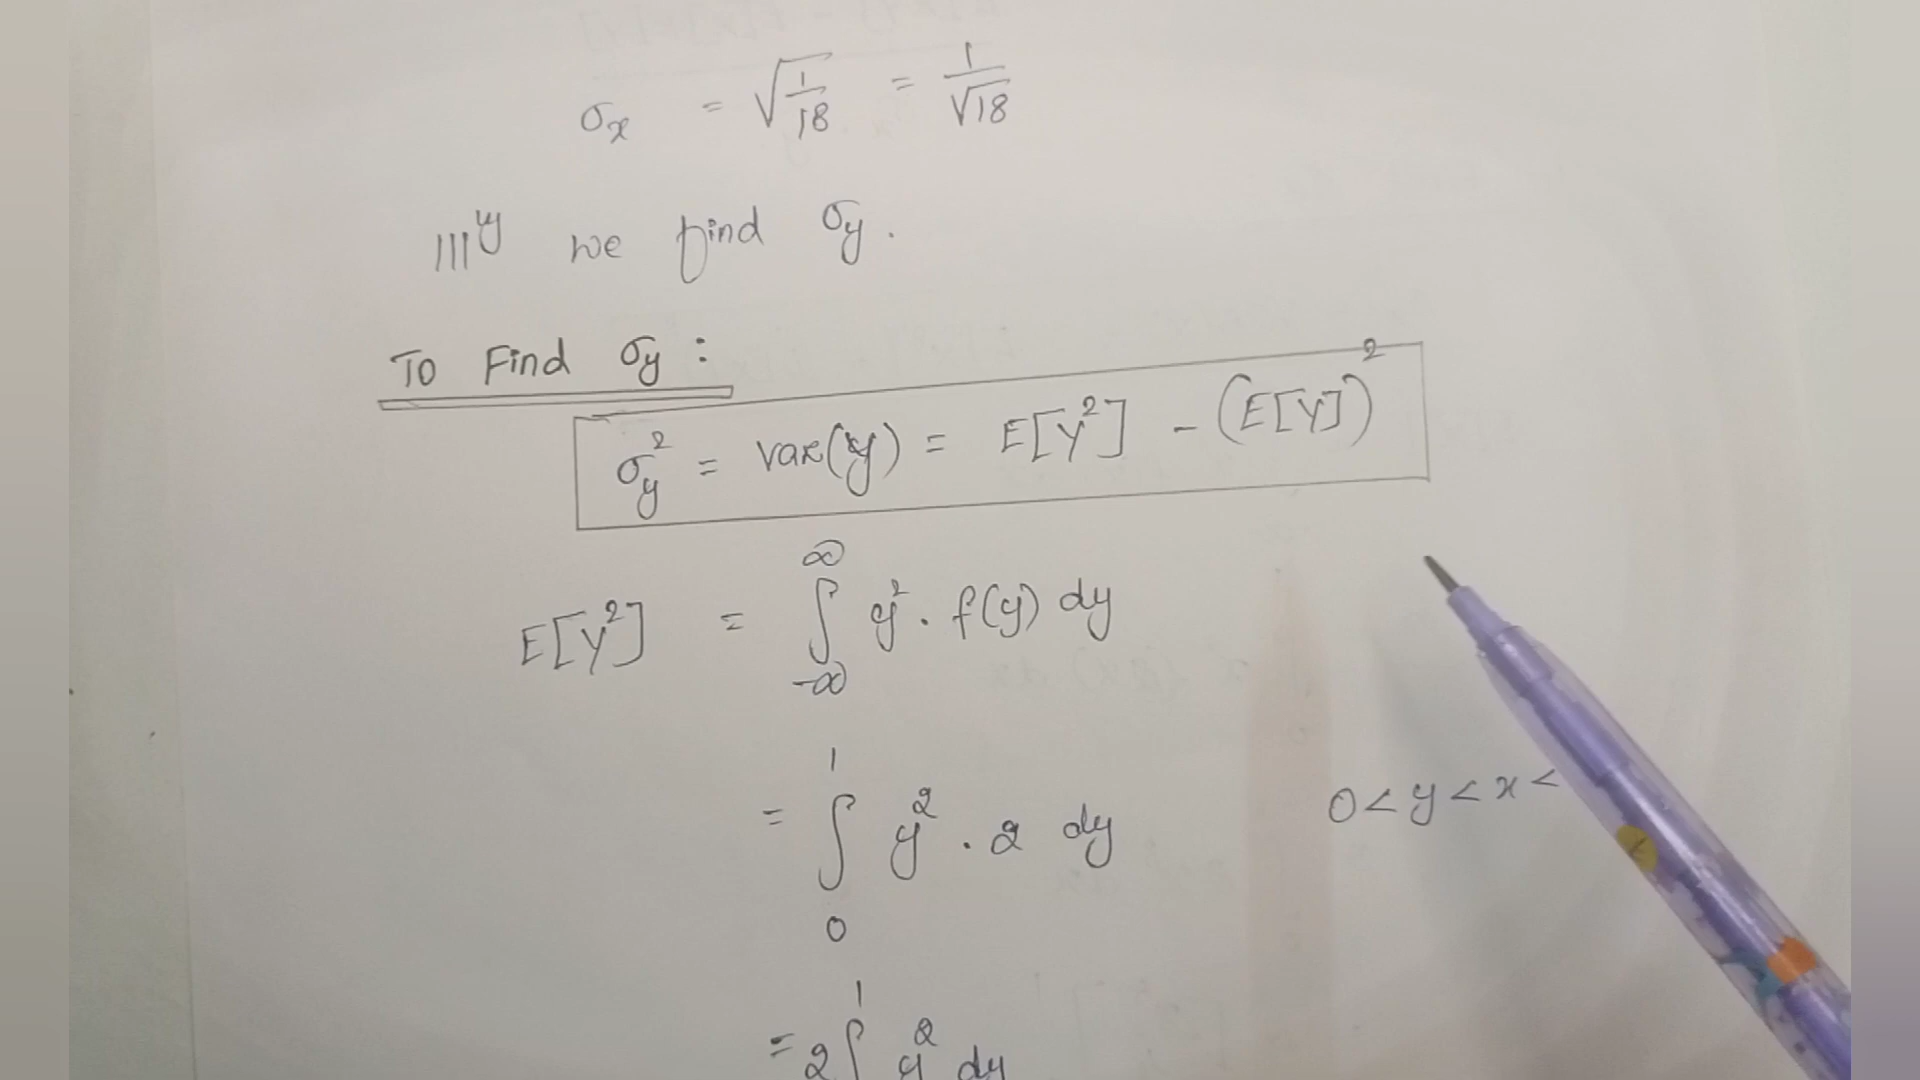 σx = √1/18 = 1/√18
IIIly we find σy.
To Find σy :
σy² = var(y) = E[Y²] - (E[Y])²
E[Y²] = ∫_{-∞}^{∞} y² . f(y) dy
= ∫_0^1 y² . 2 dy 0 < y < x <
= 2 ∫^1 y² dy